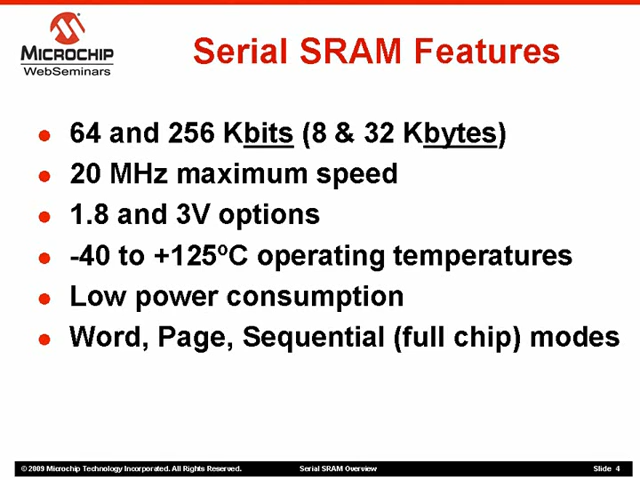 MICROCHIP
WebSeminars
Serial SRAM Features
64 and 256 Kbits (8 & 32 Kbytes)
20 MHz maximum speed
1.8 and 3V options
-40 to +125ºC operating temperatures
Low power consumption
Word, Page, Sequential (full chip) modes
© 2009 Microchip Technology Incorporated. All Rights Reserved. Serial SRAM Overview Slide 4